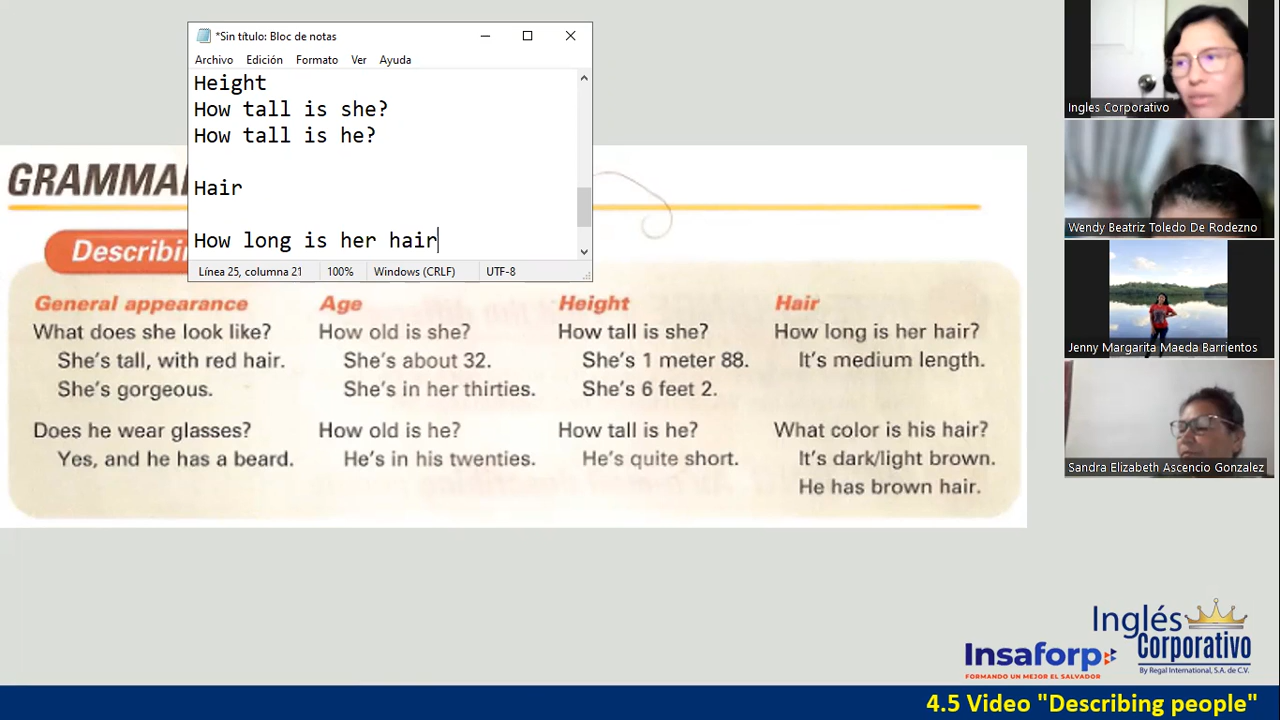 *Sin título: Bloc de notas
Archivo Edición Formato Ver Ayuda
Height
How tall is she?
How tall is he?
Hair
How long is her hair
Línea 25, columna 21 100% Windows (CRLF) UTF-8
GRAMMA
Describi
General appearance
What does she look like?
She's tall, with red hair.
She's gorgeous.
Does he wear glasses?
Yes, and he has a beard.
Age
How old is she?
She's about 32.
She's in her thirties.
How old is he?
He's in his twenties.
Height
How tall is she?
She's 1 meter 88.
She's 6 feet 2.
How tall is he?
He's quite short.
Hair
How long is her hair?
It's medium length.
What color is his hair?
It's dark/light brown.
He has brown hair.
Ingles Corporativo
Wendy Beatriz Toledo De Rodezno
Jenny Margarita Maeda Barrientos
Sandra Elizabeth Ascencio Gonzalez
Insaforp
FORMANDO UN MEJOR EL SALVADOR
Inglés
Corporativo
By Regal International, S.A. de C.V.
4.5 Video "Describing people"